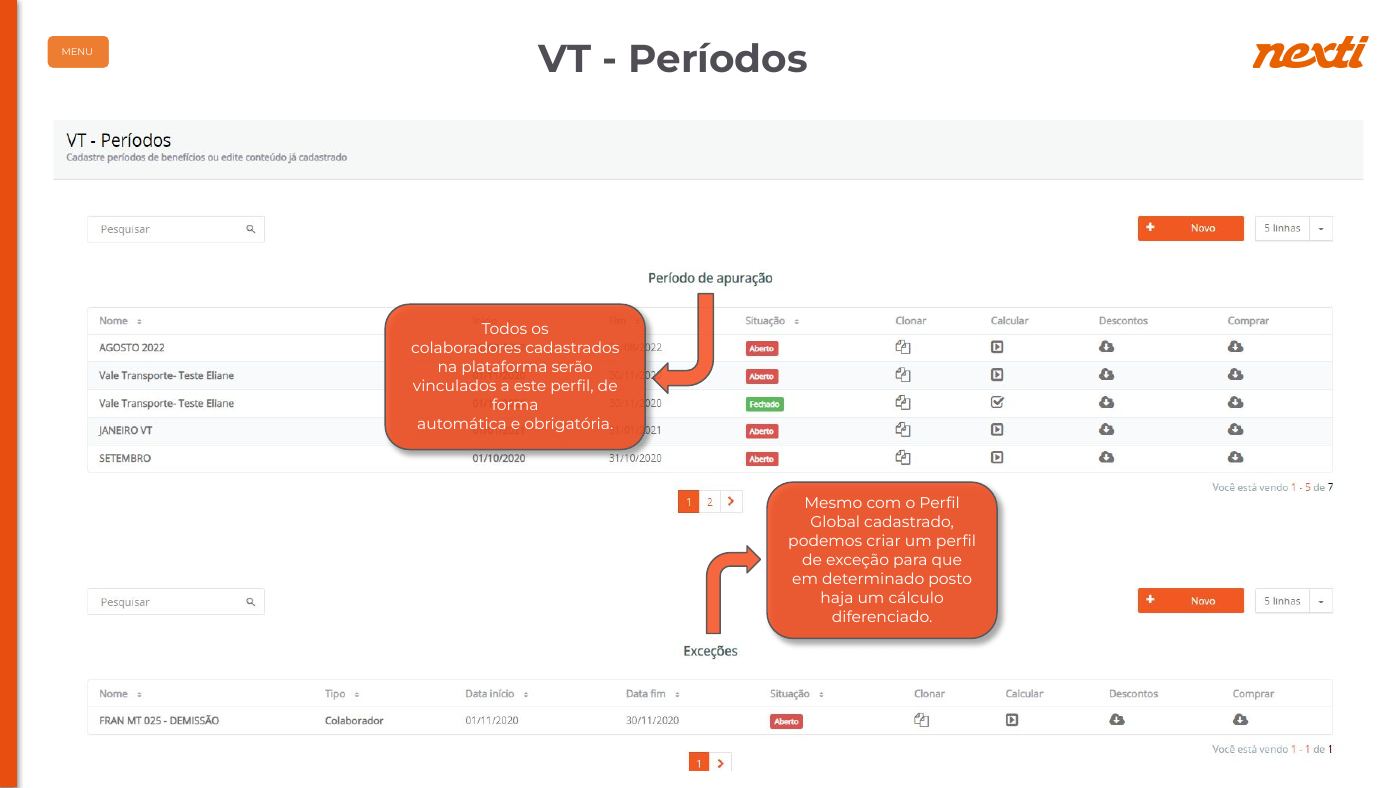 MENU
VT - Períodos
nexti
VT - Períodos
Cadastre períodos de benefícios ou edite conteúdo já cadastrado
Pesquisar
Novo
5 linhas
Período de apuração
Nome Situação Clonar Calcular Descontos Comprar
AGOSTO 2022 Aberto
Vale Transporte- Teste Eliane Aberto
Vale Transporte- Teste Eliane Fechado
JANEIRO VT Aberto
SETEMBRO 01/10/2020 31/10/2020 Aberto
Todos os
colaboradores cadastrados
na plataforma serão
vinculados a este perfil, de
forma
automática e obrigatória.
Você está vendo 1 - 5 de 7
1 2
Mesmo com o Perfil
Global cadastrado,
podemos criar um perfil
de exceção para que
em determinado posto
haja um cálculo
diferenciado.
Pesquisar
Novo
5 linhas
Exceções
Nome Tipo Data início Data fim Situação Clonar Calcular Descontos Comprar
FRAN MT 025 - DEMISSÃO Colaborador 01/11/2020 30/11/2020 Aberto
Você está vendo 1 - 1 de 1
1